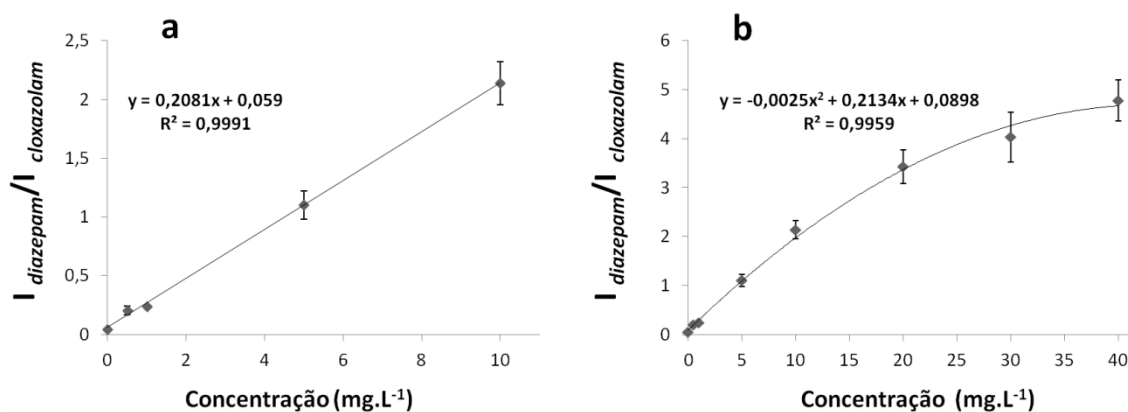 a
2,5
2
1,5
1
0,5
0
y = 0,2081x + 0,059
R² = 0,9991
I diazepam/I cloxazolam
0 2 4 6 8 10
Concentração (mg.L-1)
b
6
5
4
3
2
1
0
y = -0,0025x² + 0,2134x + 0,0898
R² = 0,9959
I diazepam/I cloxazolam
0 5 10 15 20 25 30 35 40
Concentração (mg.L-1)